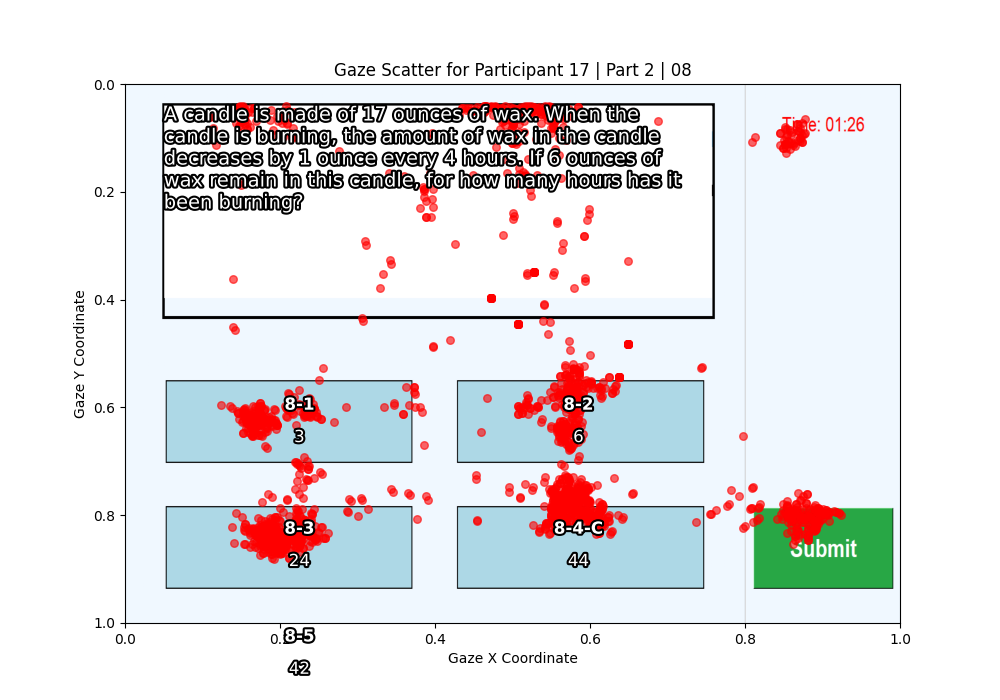 Gaze Scatter for Participant 17 | Part 2 | 08
0.0
0.2
0.4
0.6
0.8
1.0
Gaze Y Coordinate
A candle is made of 17 ounces of wax. When the
candle is burning, the amount of wax in the candle
decreases by 1 ounce every 4 hours. If 6 ounces of
wax remain in this candle, for how many hours has it
been burning?
Time: 01:26
8-1
3
8-2
6
8-3
24
8-4-C
44
Submit
8-5
42
0.0
0.2
0.4
0.6
0.8
1.0
Gaze X Coordinate